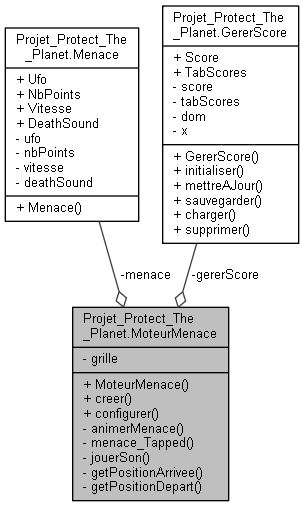 Projet_Protect_The
_Planet.Menace
+ Ufo
+ NbPoints
+ Vitesse
+ DeathSound
- ufo
- nbPoints
- vitesse
- deathSound
+ Menace()
Projet_Protect_The
_Planet.GererScore
+ Score
+ TabScores
- score
- tabScores
- dom
- x
+ GererScore()
+ initialiser()
+ mettreAJour()
+ sauvegarder()
+ charger()
+ supprimer()
-menace
-gererScore
Projet_Protect_The
_Planet.MoteurMenace
- grille
+ MoteurMenace()
+ creer()
+ configurer()
- animerMenace()
- menace_Tapped()
- jouerSon()
- getPositionArrivee()
- getPositionDepart()